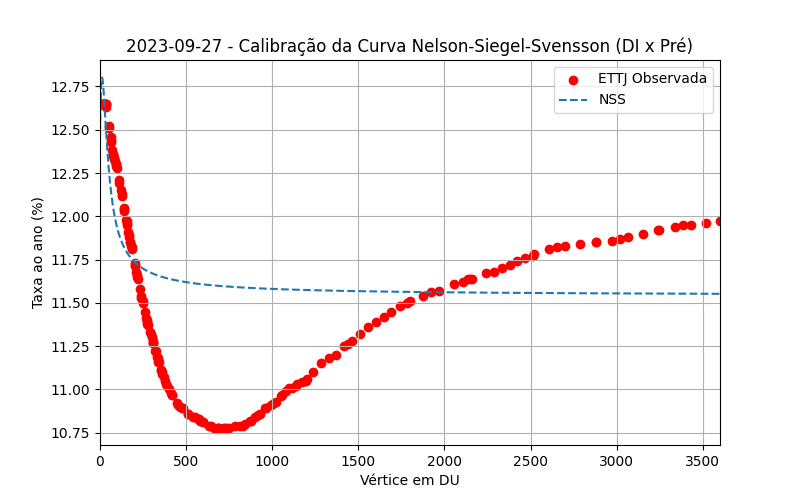 2023-09-27 - Calibração da Curva Nelson-Siegel-Svensson (DI x Pré)
ETTJ Observada
NSS
Taxa ao ano (%)
12.75
12.50
12.25
12.00
11.75
11.50
11.25
11.00
10.75
0 500 1000 1500 2000 2500 3000 3500
Vértice em DU